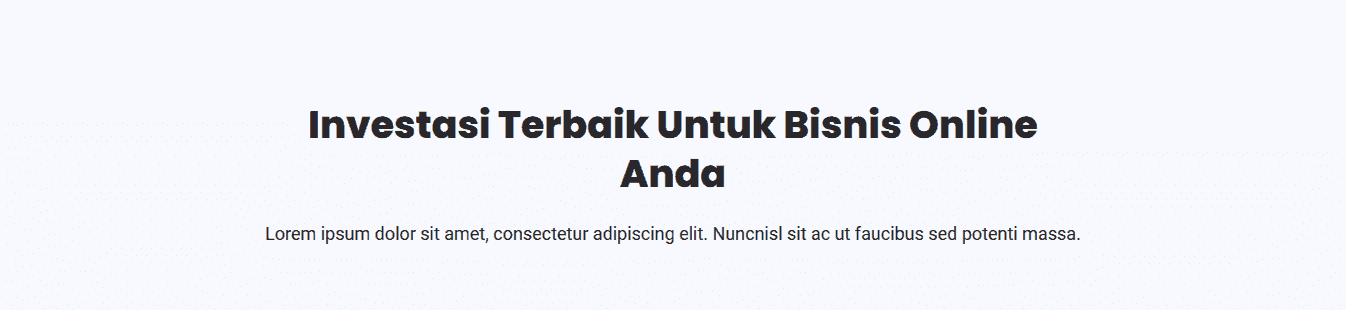 Investasi Terbaik Untuk Bisnis Online
Anda
Lorem ipsum dolor sit amet, consectetur adipiscing elit. Nuncnisl sit ac ut faucibus sed potenti massa.